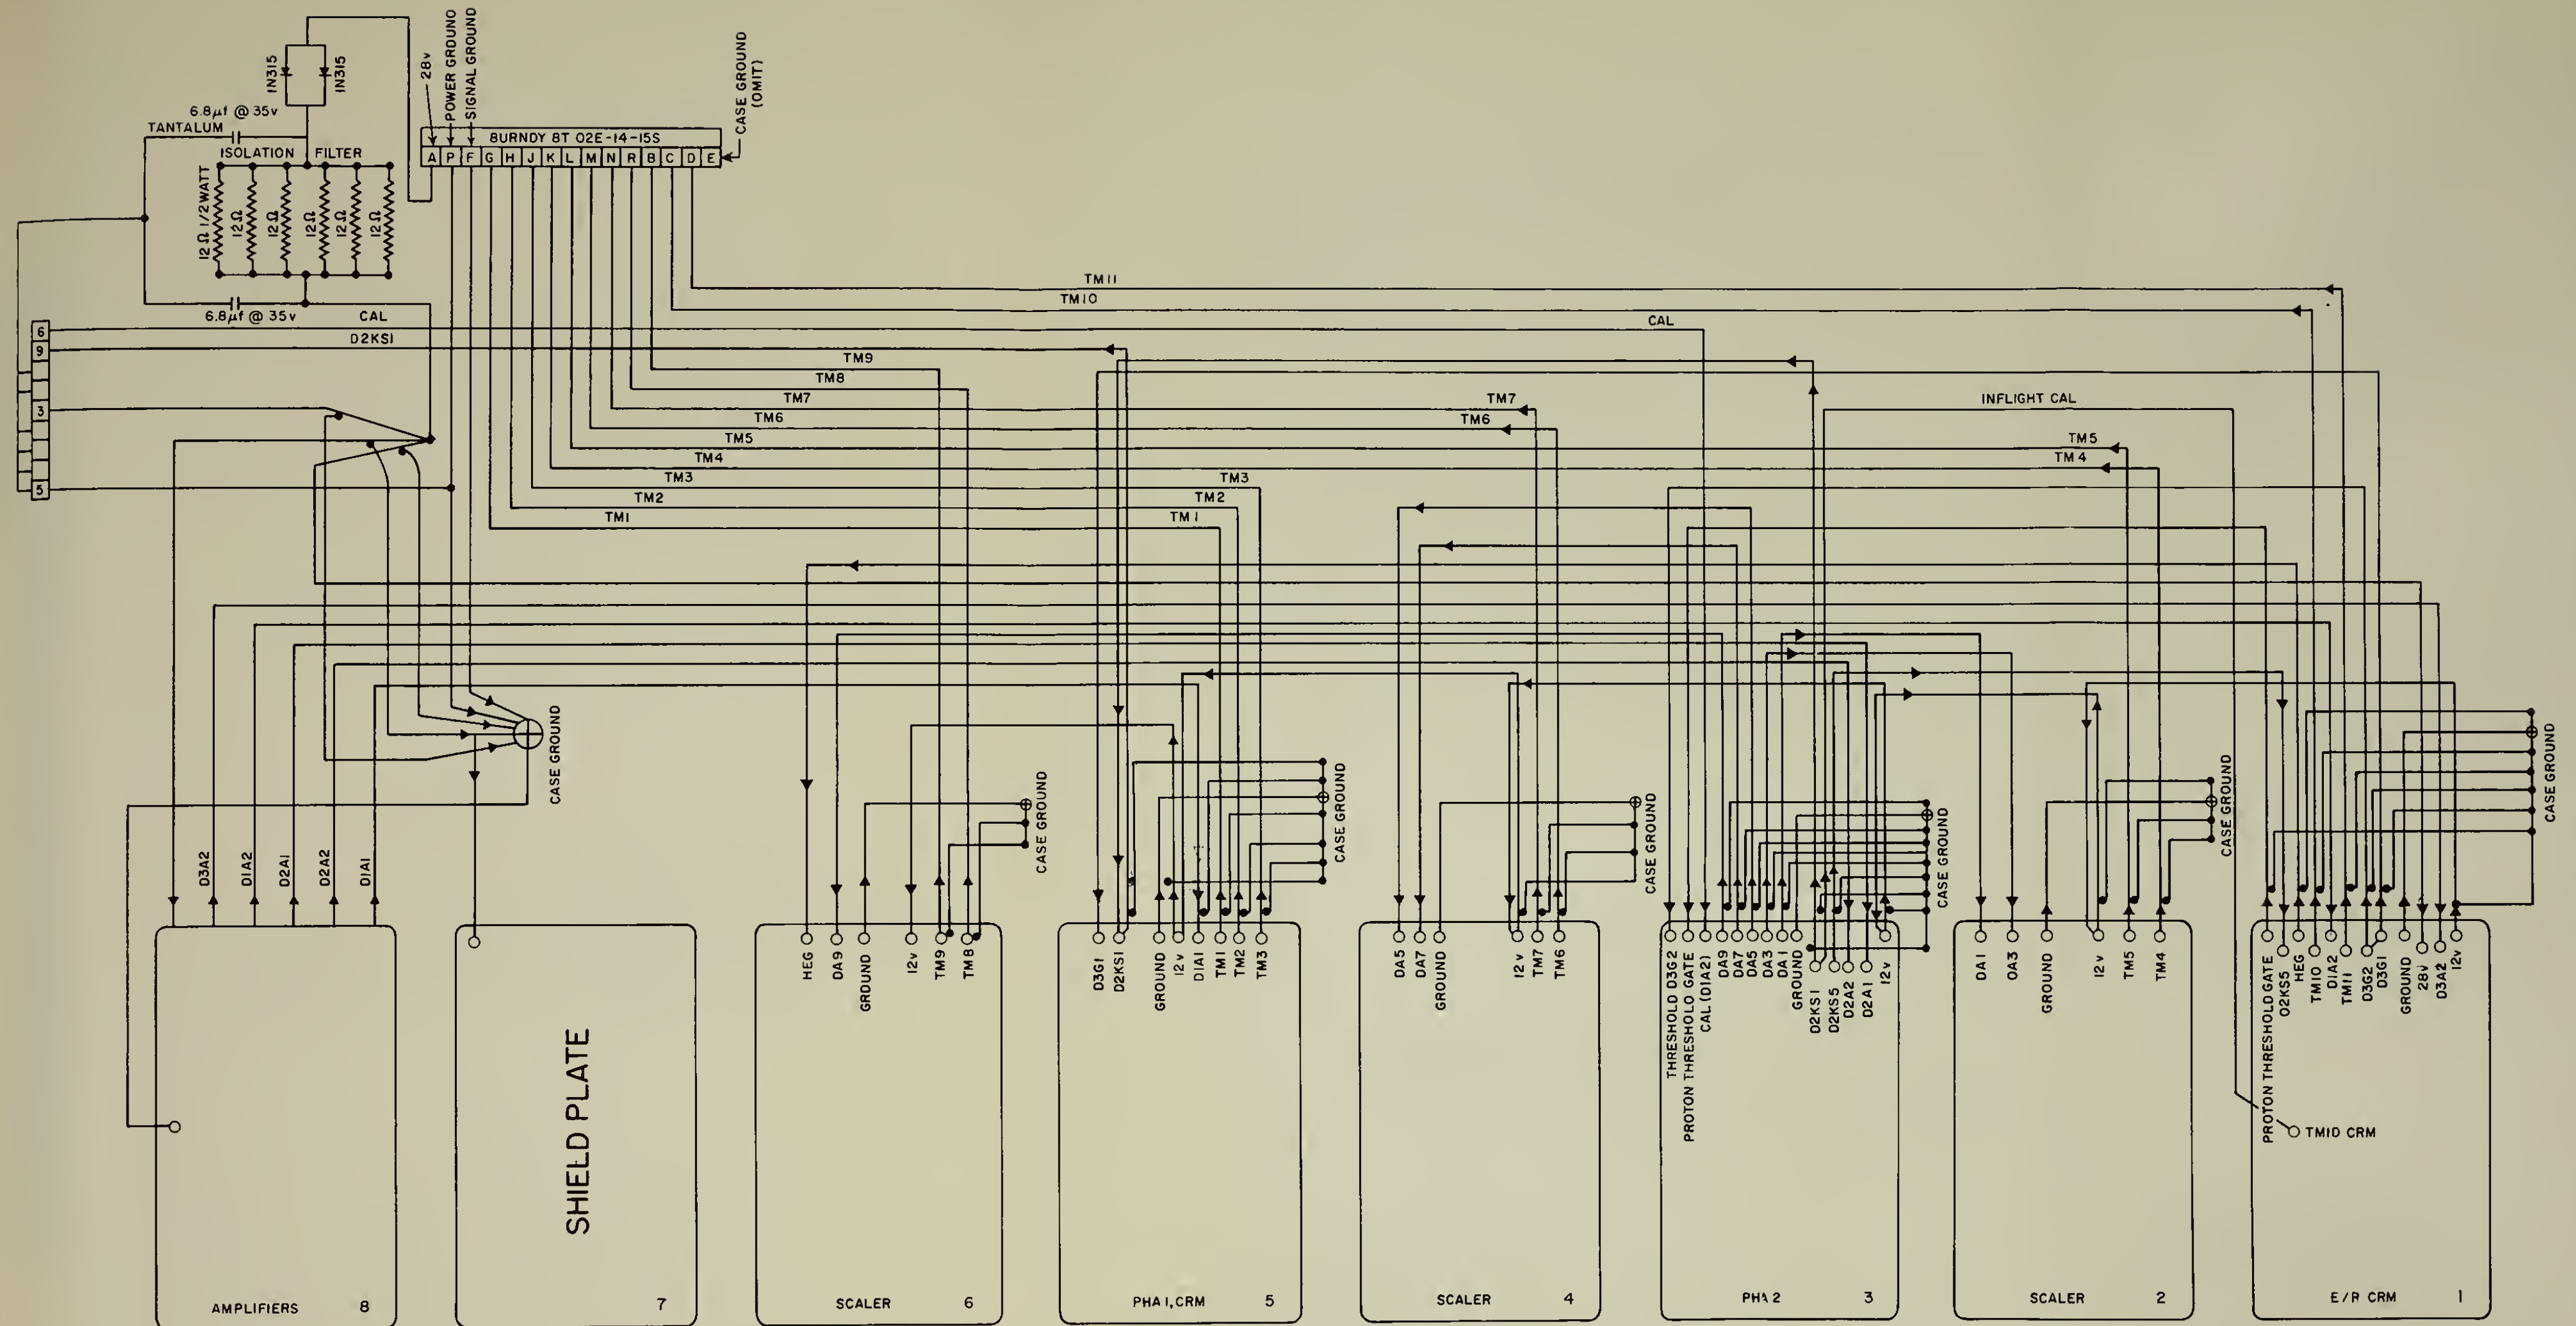 1N315
1N315
28v
POWER GROUND
SIGNAL GROUND
CASE GROUND
(OMIT)
6.8µf @ 35v
TANTALUM
ISOLATION FILTER
BURNDY BT 02E-14-15S
A P F G H J K L M N R B C D E
12Ω 1/2WATT
12Ω
12Ω
12Ω
12Ω
12Ω
6.8µf @ 35v
CAL
D2KS1
6
9
3
5
TM11
TM10
CAL
TM9
TM8
TM7
TM7
TM6
TM6
TM5
TM5
TM4
TM4
TM3
TM3
TM2
TM2
TM1
TM1
INFLIGHT CAL
CASE GROUND
CASE GROUND
CASE GROUND
CASE GROUND
CASE GROUND
CASE GROUND
CASE GROUND
D3A2
D1A2
D2A1
D2A2
D1A1
AMPLIFIERS 8
SHIELD PLATE
7
HEG
DA9
GROUND
12v
TM9
TM8
SCALER 6
D3G1
D2KS1
GROUND
12v
D1A1
TM1
TM2
TM3
PHA 1, CRM 5
DA5
DA7
GROUND
12v
TM7
TM6
SCALER 4
THRESHOLD D3G2
PROTON THRESHOLD GATE
CAL (D1A2)
DA9
DA7
DA5
DA3
DA1
GROUND
D2KS1
D2KS5
D2A2
D2A1
12v
PHA 2 3
DA1
OA3
GROUND
12v
TM5
TM4
SCALER 2
PROTON THRESHOLD GATE
O2KS5
HEG
TM10
D1A2
TM11
D3G2
D3G1
GROUND
28v
D3A2
12v
TM1D CRM
E/P CRM 1